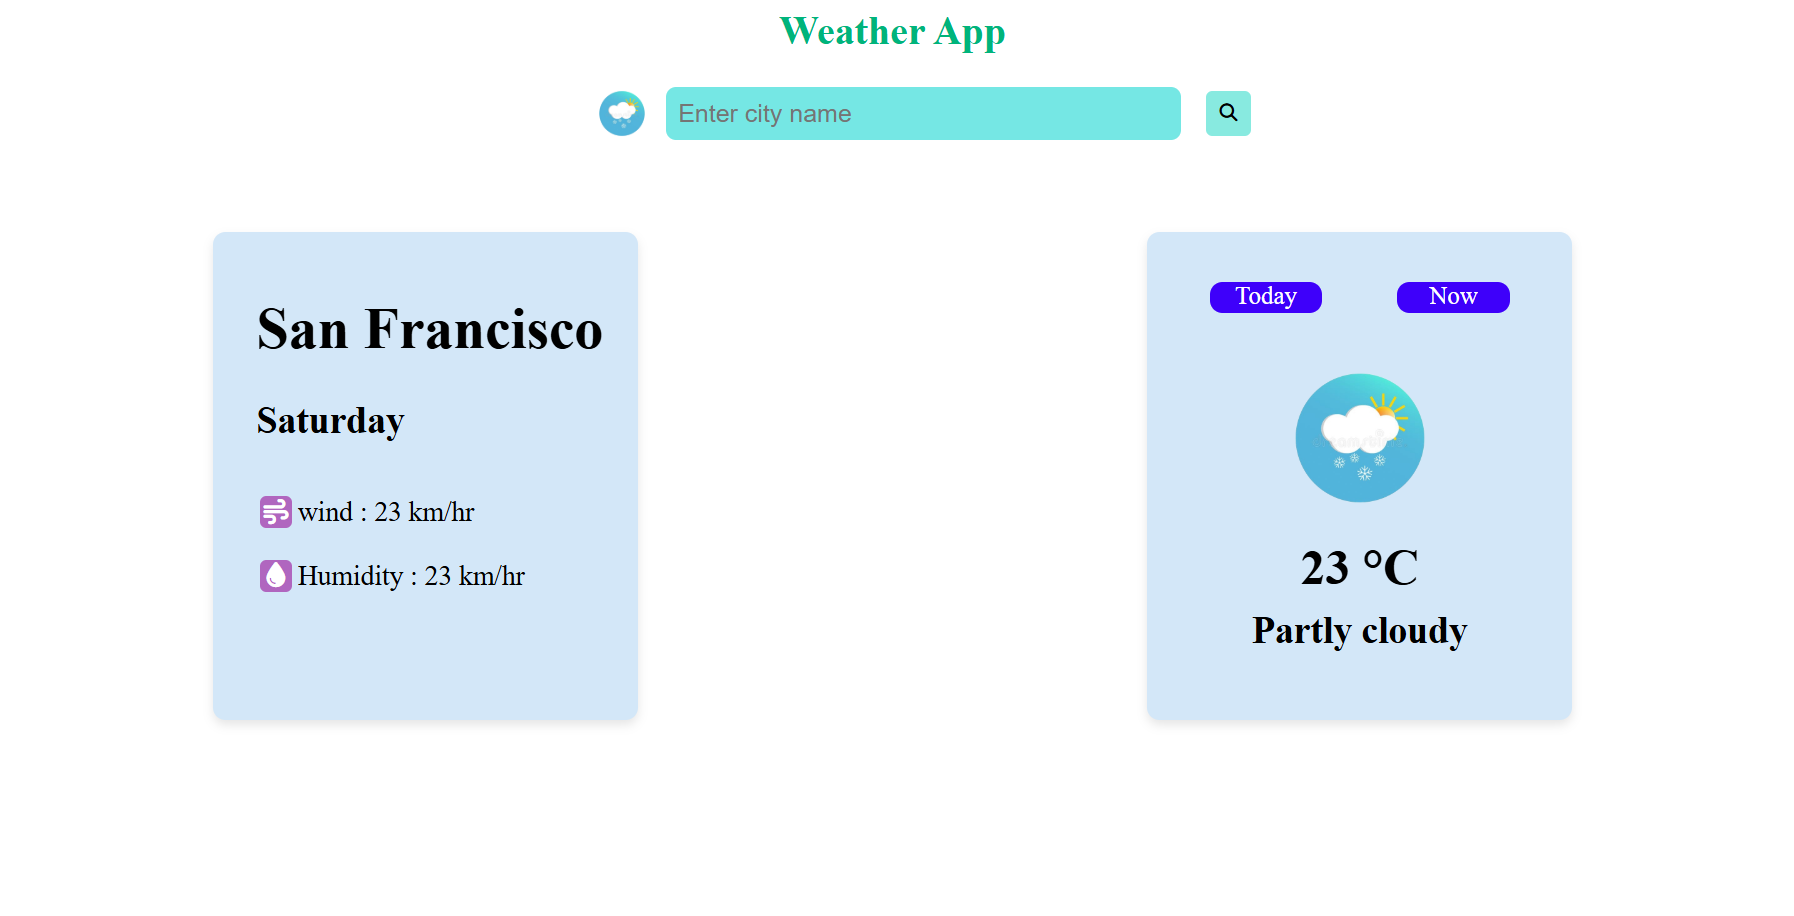 Weather App
Enter city name
San Francisco
Saturday
wind : 23 km/hr
Humidity : 23 km/hr
Today
Now
23 °C
Partly cloudy